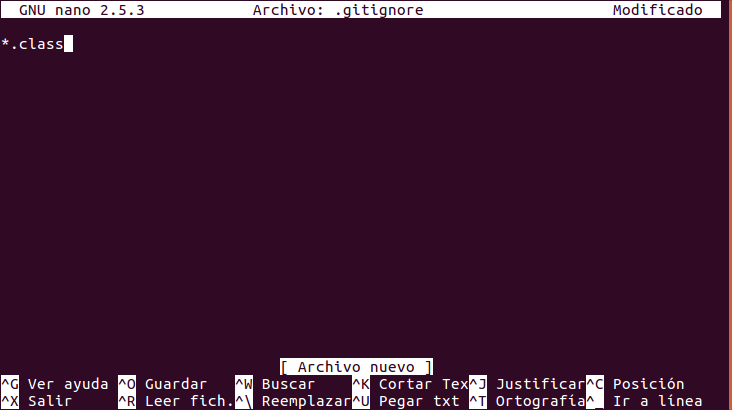 GNU nano 2.5.3 Archivo: .gitignore Modificado
*.class
[ Archivo nuevo ]
^G Ver ayuda ^O Guardar ^W Buscar ^K Cortar Tex^J Justificar^C Posición
^X Salir ^R Leer fich.^\ Reemplazar^U Pegar txt ^T Ortografía^_ Ir a línea